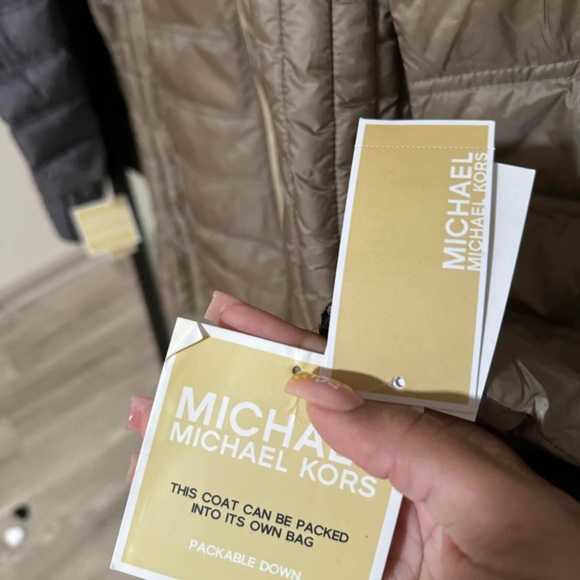 MICHAEL
MICHAEL KORS
MICHAEL
MICHAEL KORS
THIS COAT CAN BE PACKED
INTO ITS OWN BAG
PACKABLE DOWN